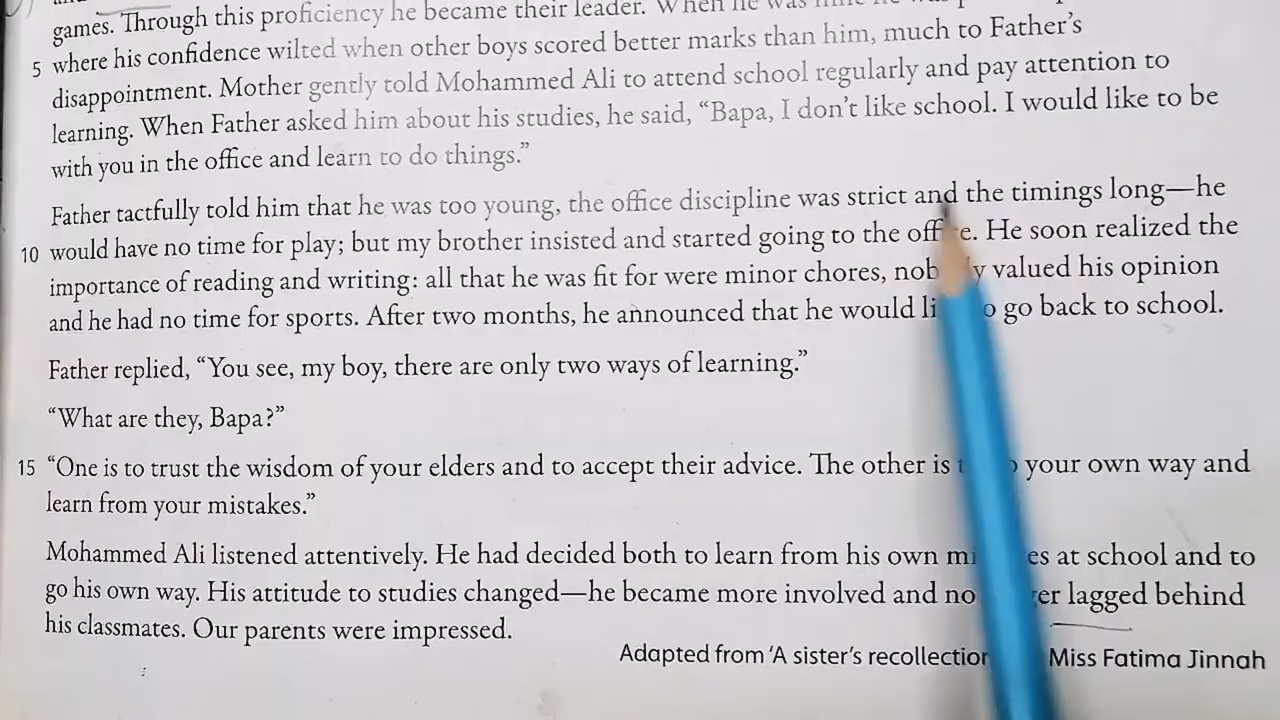 games. Through this proficiency he became their leader. When he was
5 where his confidence wilted when other boys scored better marks than him, much to Father's
disappointment. Mother gently told Mohammed Ali to attend school regularly and pay attention to
learning. When Father asked him about his studies, he said, “Bapa, I don't like school. I would like to be
with you in the office and learn to do things.”
Father tactfully told him that he was too young, the office discipline was strict and the timings long—he
10 would have no time for play; but my brother insisted and started going to the. He soon realized the
importance of reading and writing: all that he was fit for were minor chores, valued his opinion
and he had no time for sports. After two months, he announced that he would go back to school.
Father replied, “You see, my boy, there are only two ways of learning.”
“What are they, Bapa?”
15 “One is to trust the wisdom of your elders and to accept their advice. The other is your own way and
learn from your mistakes.”
Mohammed Ali listened attentively. He had decided both to learn from his own at school and to
go his own way. His attitude to studies changed—he became more involved and no lagged behind
his classmates. Our parents were impressed.
Adapted from ‘A sister's recollection Miss Fatima Jinnah